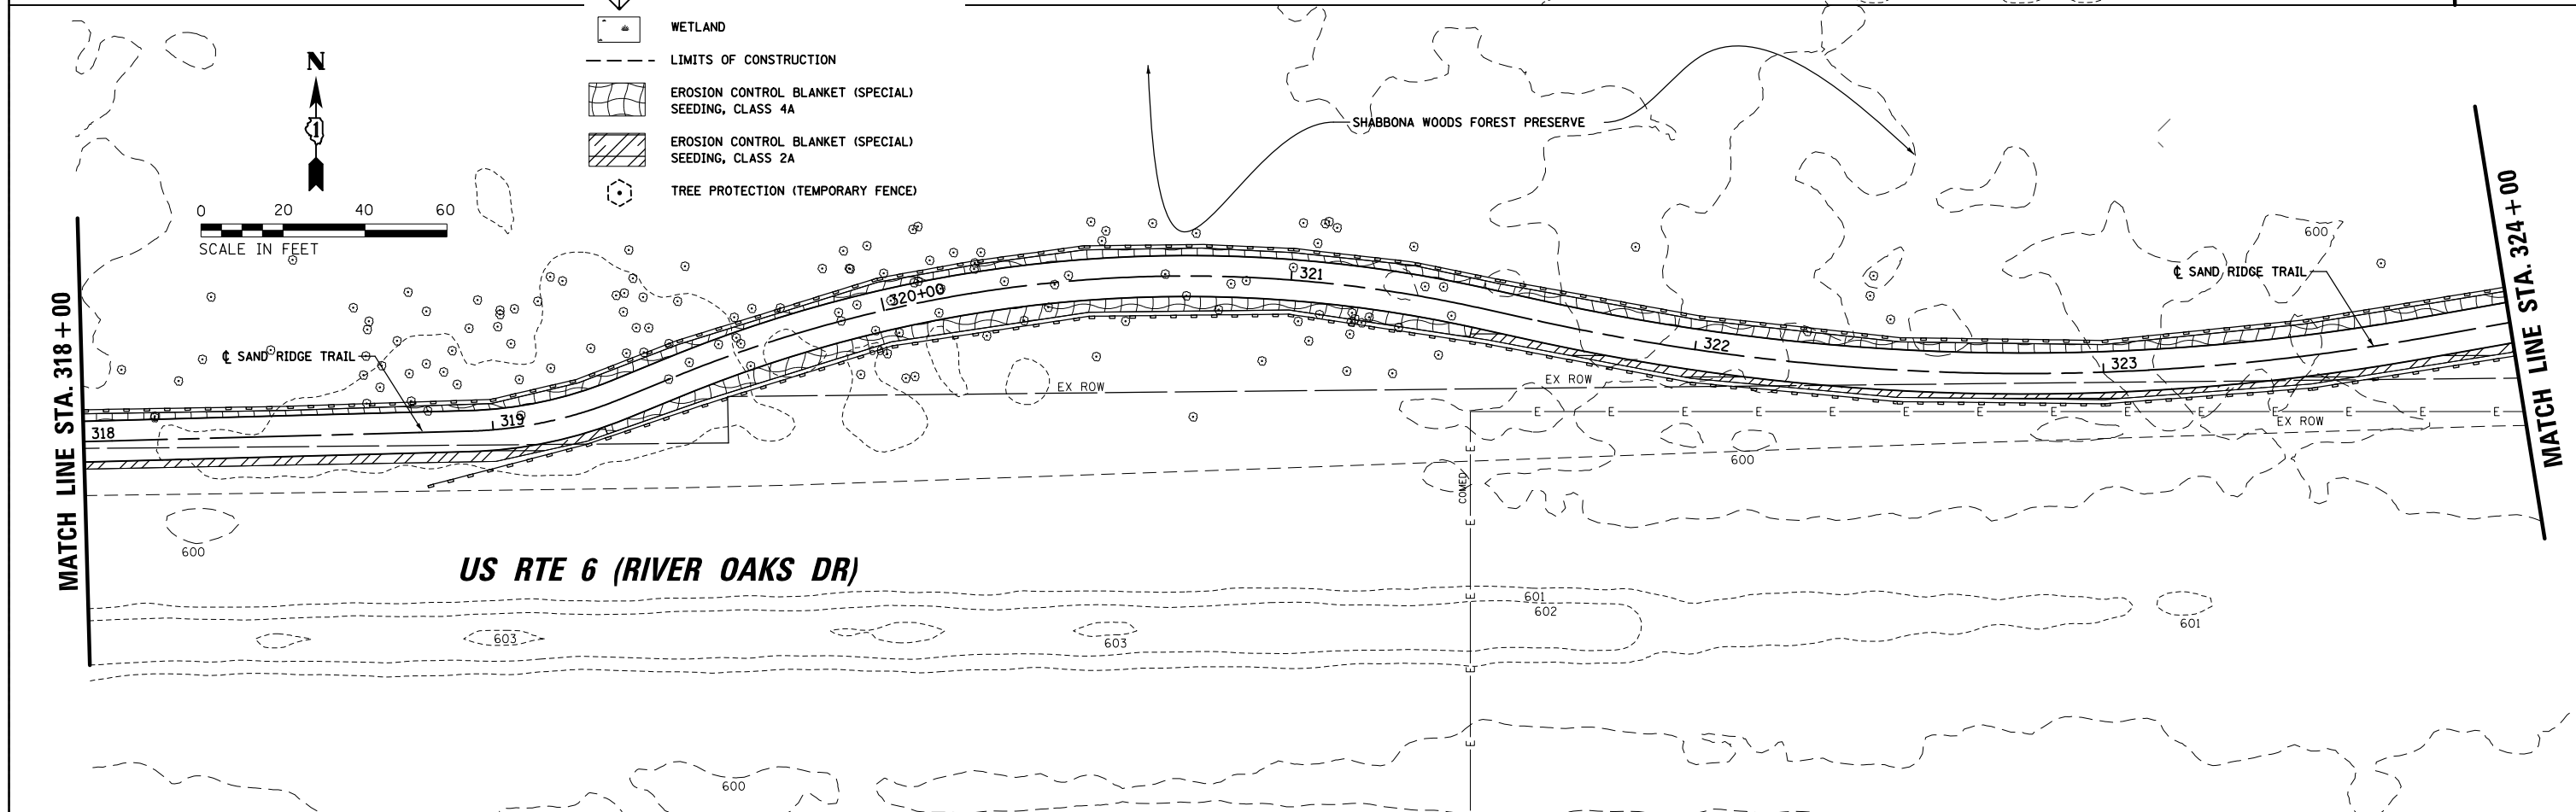 WETLAND
LIMITS OF CONSTRUCTION
EROSION CONTROL BLANKET (SPECIAL)
SEEDING, CLASS 4A
EROSION CONTROL BLANKET (SPECIAL)
SEEDING, CLASS 2A
TREE PROTECTION (TEMPORARY FENCE)
N
1
0 20 40 60
SCALE IN FEET
SHABBONA WOODS FOREST PRESERVE
MATCH LINE STA. 318+00
MATCH LINE STA. 324+00
600
℄ SAND RIDGE TRAIL
℄ SAND RIDGE TRAIL
318
319
320+00
321
322
323
EX ROW
EX ROW
EX ROW
E E E E E E E E E E E E E E
E
COMED
E
E
E
E
600
600
US RTE 6 (RIVER OAKS DR)
601
602
603
603
601
600